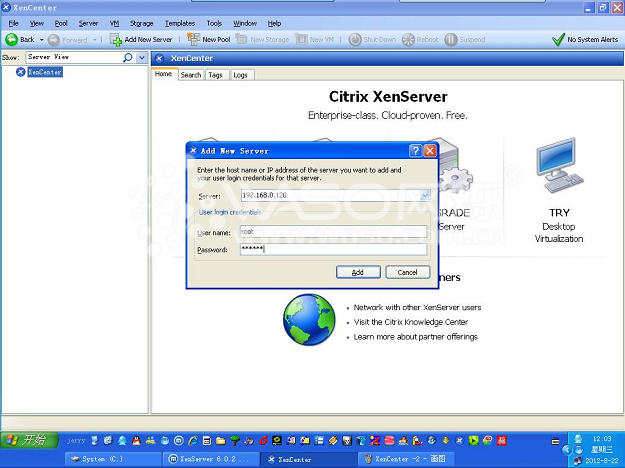 XenCenter
File View Pool Server VM Storage Templates Tools Window Help
Back Forward Add New Server New Pool New Storage New VM Shut Down Reboot Suspend No System Alerts
Show: Server View
XenCenter
XenCenter
Home Search Tags Logs
Citrix XenServer
Enterprise-class. Cloud-proven. Free.
Add New Server
Enter the host name or IP address of the server you want to add and
your user login credentials for that server.
Server: 192.168.0.120
User login credentials
User name: root
Password: ******
Add Cancel
TRY
Desktop
Virtualization
Network with other XenServer users
Visit the Citrix Knowledge Center
Learn more about partner offerings
开始 jerry
12:03
星期三
2012-8-22
System (C:) XenServer 6.0.2 ... XenCenter XenCenter -2 - 画图